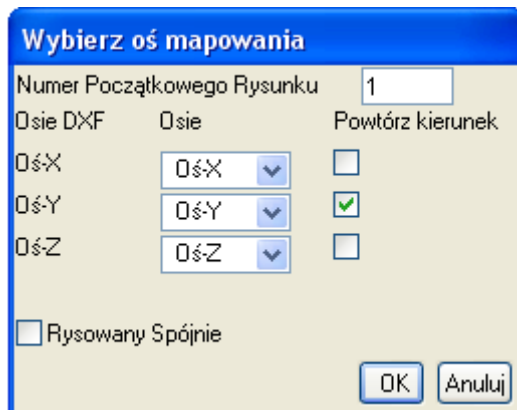 Wybierz oś mapowania
Numer Początkowego Rysunku 1
Osie DXF Osie Powtórz kierunek
Oś-X Oś-X
Oś-Y Oś-Y
Oś-Z Oś-Z
Rysowany Spójnie
OK Anuluj